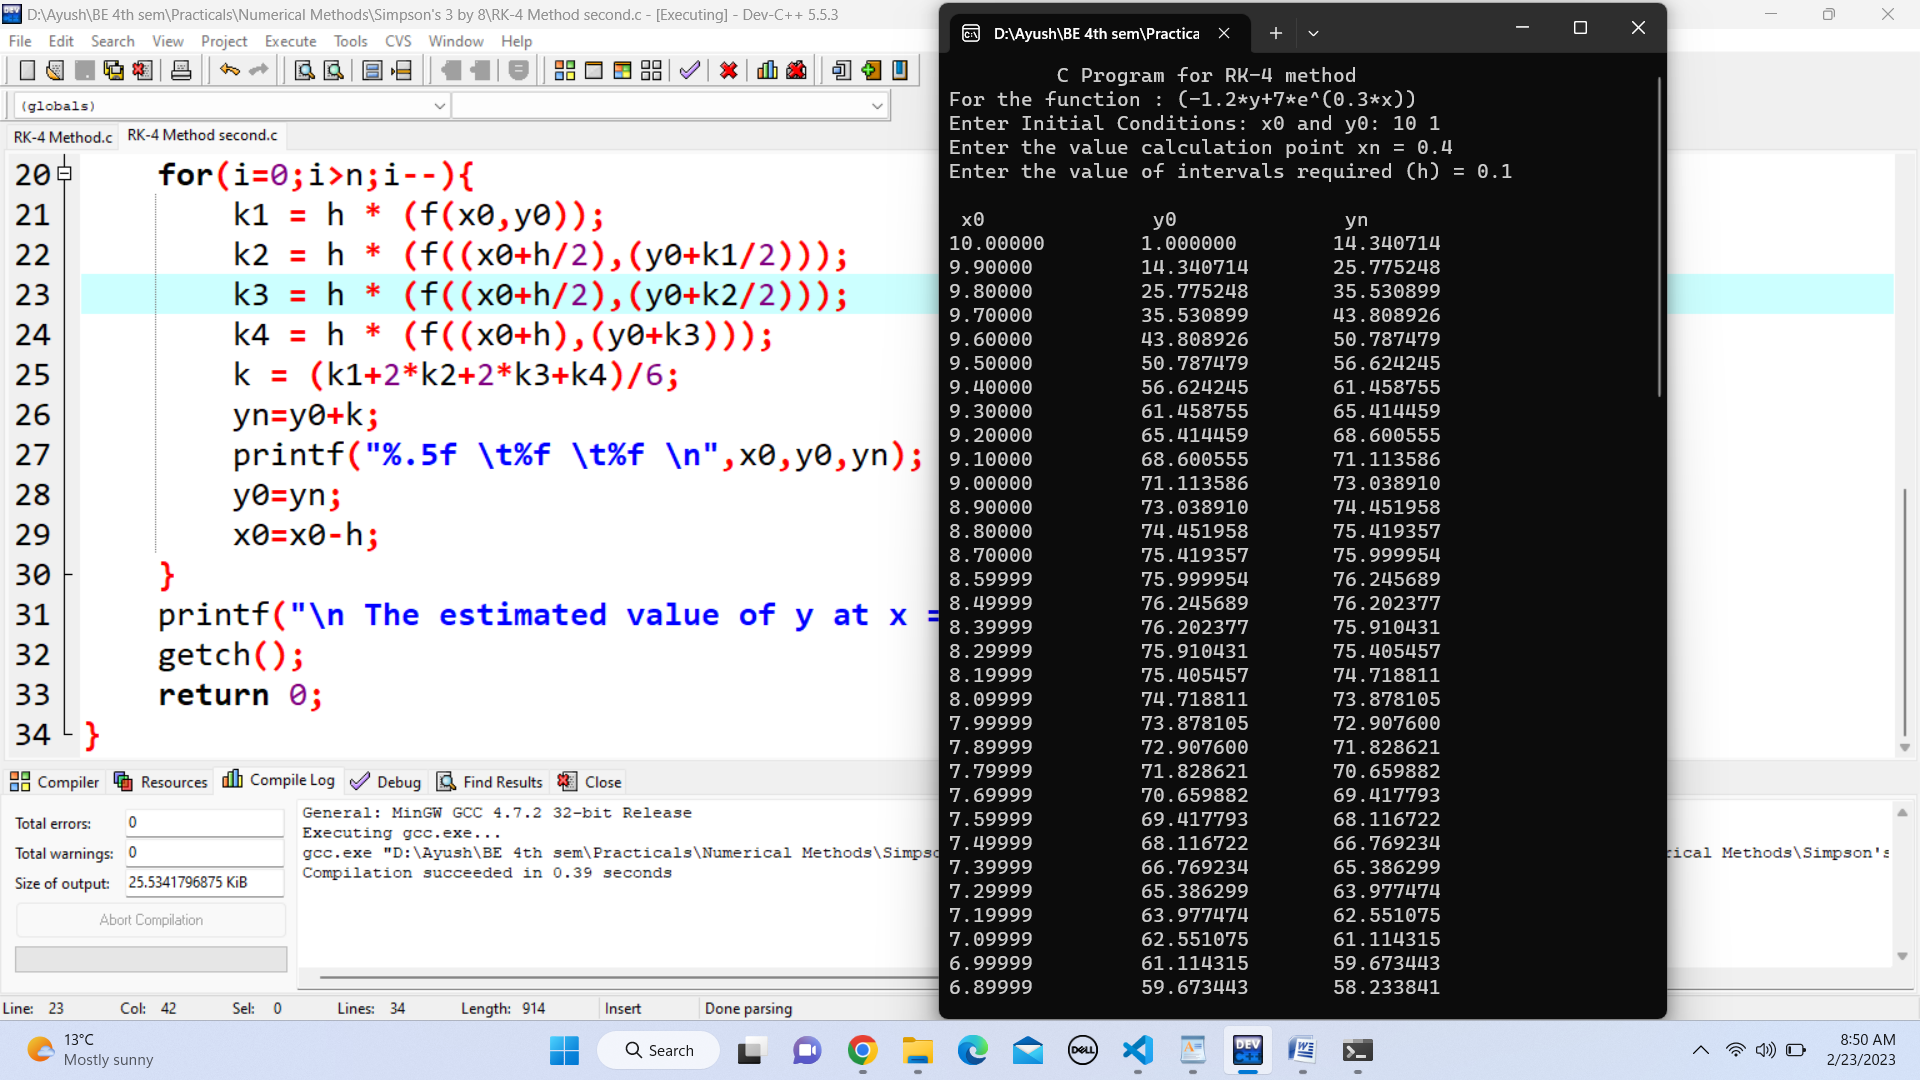 D:\Ayush\BE 4th sem\Practicals\Numerical Methods\Simpson's 3 by 8\RK-4 Method second.c - [Executing] - Dev-C++ 5.5.3
File Edit Search View Project Execute Tools CVS Window Help
(globals)
RK-4 Method.c RK-4 Method second.c
20 for(i=0;i>n;i--){
21 k1 = h * (f(x0,y0));
22 k2 = h * (f((x0+h/2),(y0+k1/2)));
23 k3 = h * (f((x0+h/2),(y0+k2/2)));
24 k4 = h * (f((x0+h),(y0+k3)));
25 k = (k1+2*k2+2*k3+k4)/6;
26 yn=y0+k;
27 printf("%.5f \t%f \t%f \n",x0,y0,yn);
28 y0=yn;
29 x0=x0-h;
30 }
31 printf("\n The estimated value of y at x =
32 getch();
33 return 0;
34 }
Compiler Resources Compile Log Debug Find Results Close
Total errors: 0
Total warnings: 0
Size of output: 25.5341796875 KiB
Abort Compilation
General: MinGW GCC 4.7.2 32-bit Release
Executing gcc.exe...
gcc.exe "D:\Ayush\BE 4th sem\Practicals\Numerical Methods\Simpso
rical Methods\Simpson's
Compilation succeeded in 0.39 seconds
Line: 23 Col: 42 Sel: 0 Lines: 34 Length: 914 Insert Done parsing
D:\Ayush\BE 4th sem\Practica
C Program for RK-4 method
For the function : (-1.2*y+7*e^(0.3*x))
Enter Initial Conditions: x0 and y0: 10 1
Enter the value calculation point xn = 0.4
Enter the value of intervals required (h) = 0.1
x0 y0 yn
10.00000 1.000000 14.340714
9.90000 14.340714 25.775248
9.80000 25.775248 35.530899
9.70000 35.530899 43.808926
9.60000 43.808926 50.787479
9.50000 50.787479 56.624245
9.40000 56.624245 61.458755
9.30000 61.458755 65.414459
9.20000 65.414459 68.600555
9.10000 68.600555 71.113586
9.00000 71.113586 73.038910
8.90000 73.038910 74.451958
8.80000 74.451958 75.419357
8.70000 75.419357 75.999954
8.59999 75.999954 76.245689
8.49999 76.245689 76.202377
8.39999 76.202377 75.910431
8.29999 75.910431 75.405457
8.19999 75.405457 74.718811
8.09999 74.718811 73.878105
7.99999 73.878105 72.907600
7.89999 72.907600 71.828621
7.79999 71.828621 70.659882
7.69999 70.659882 69.417793
7.59999 69.417793 68.116722
7.49999 68.116722 66.769234
7.39999 66.769234 65.386299
7.29999 65.386299 63.977474
7.19999 63.977474 62.551075
7.09999 62.551075 61.114315
6.99999 61.114315 59.673443
6.89999 59.673443 58.233841
13°C
Mostly sunny
Search
DELL
DEV C++
8:50 AM
2/23/2023